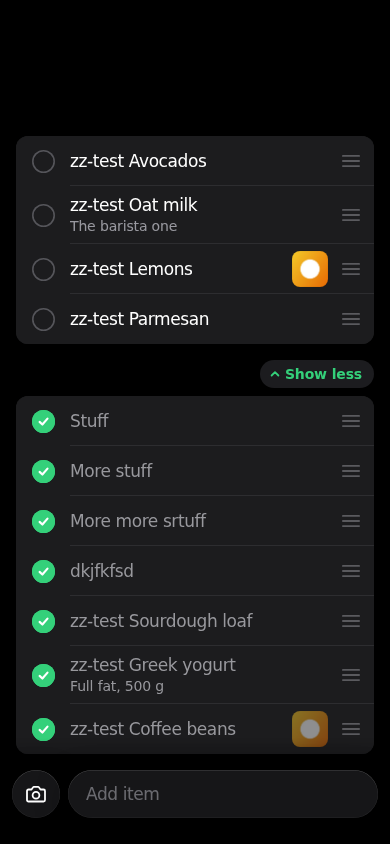 zz-test Avocados
zz-test Oat milk
The barista one
zz-test Lemons
zz-test Parmesan
Show less
Stuff
More stuff
More more srtuff
dkjfkfsd
zz-test Sourdough loaf
zz-test Greek yogurt
Full fat, 500 g
zz-test Coffee beans
Add item